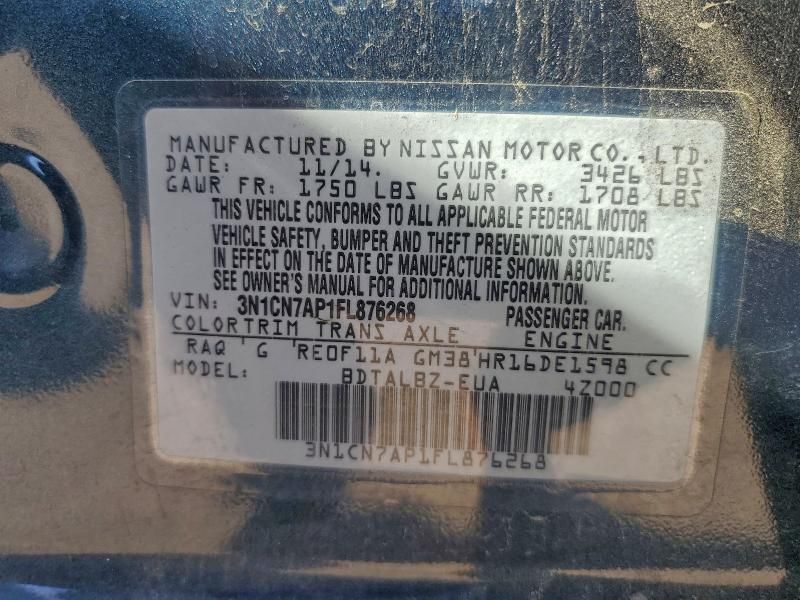 MANUFACTURED BY NISSAN MOTOR CO., LTD.
DATE: 11/14. GVWR: 3426 LBS
GAWR FR: 1750 LBS GAWR RR: 1708 LBS
THIS VEHICLE CONFORMS TO ALL APPLICABLE FEDERAL MOTOR
VEHICLE SAFETY, BUMPER AND THEFT PREVENTION STANDARDS
IN EFFECT ON THE DATE OF MANUFACTURE SHOWN ABOVE.
SEE OWNER'S MANUAL FOR ADDITIONAL INFORMATION.
VIN: 3N1CN7AP1FL876268 PASSENGER CAR.
COLORTRIM TRANS AXLE ENGINE
RAQ ' G 'RE0F11A GM38'HR16DE1598 CC
MODEL: BDTALBZ-EUA 4Z000
3N1CN7AP1FL876268